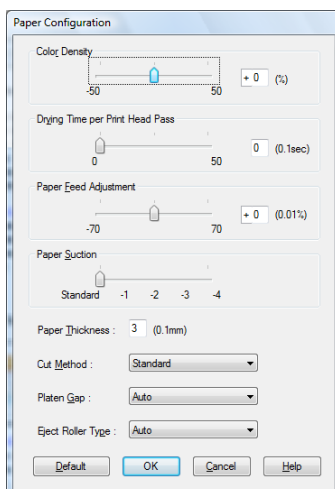 Paper Configuration
Color Density
-50 50 + 0 (%)
Drying Time per Print Head Pass
0 50 0 (0.1sec)
Paper Feed Adjustment
-70 70 + 0 (0.01%)
Paper Suction
Standard -1 -2 -3 -4
Paper Thickness : 3 (0.1mm)
Cut Method : Standard
Platen Gap : Auto
Eject Roller Type : Auto
Default OK Cancel Help